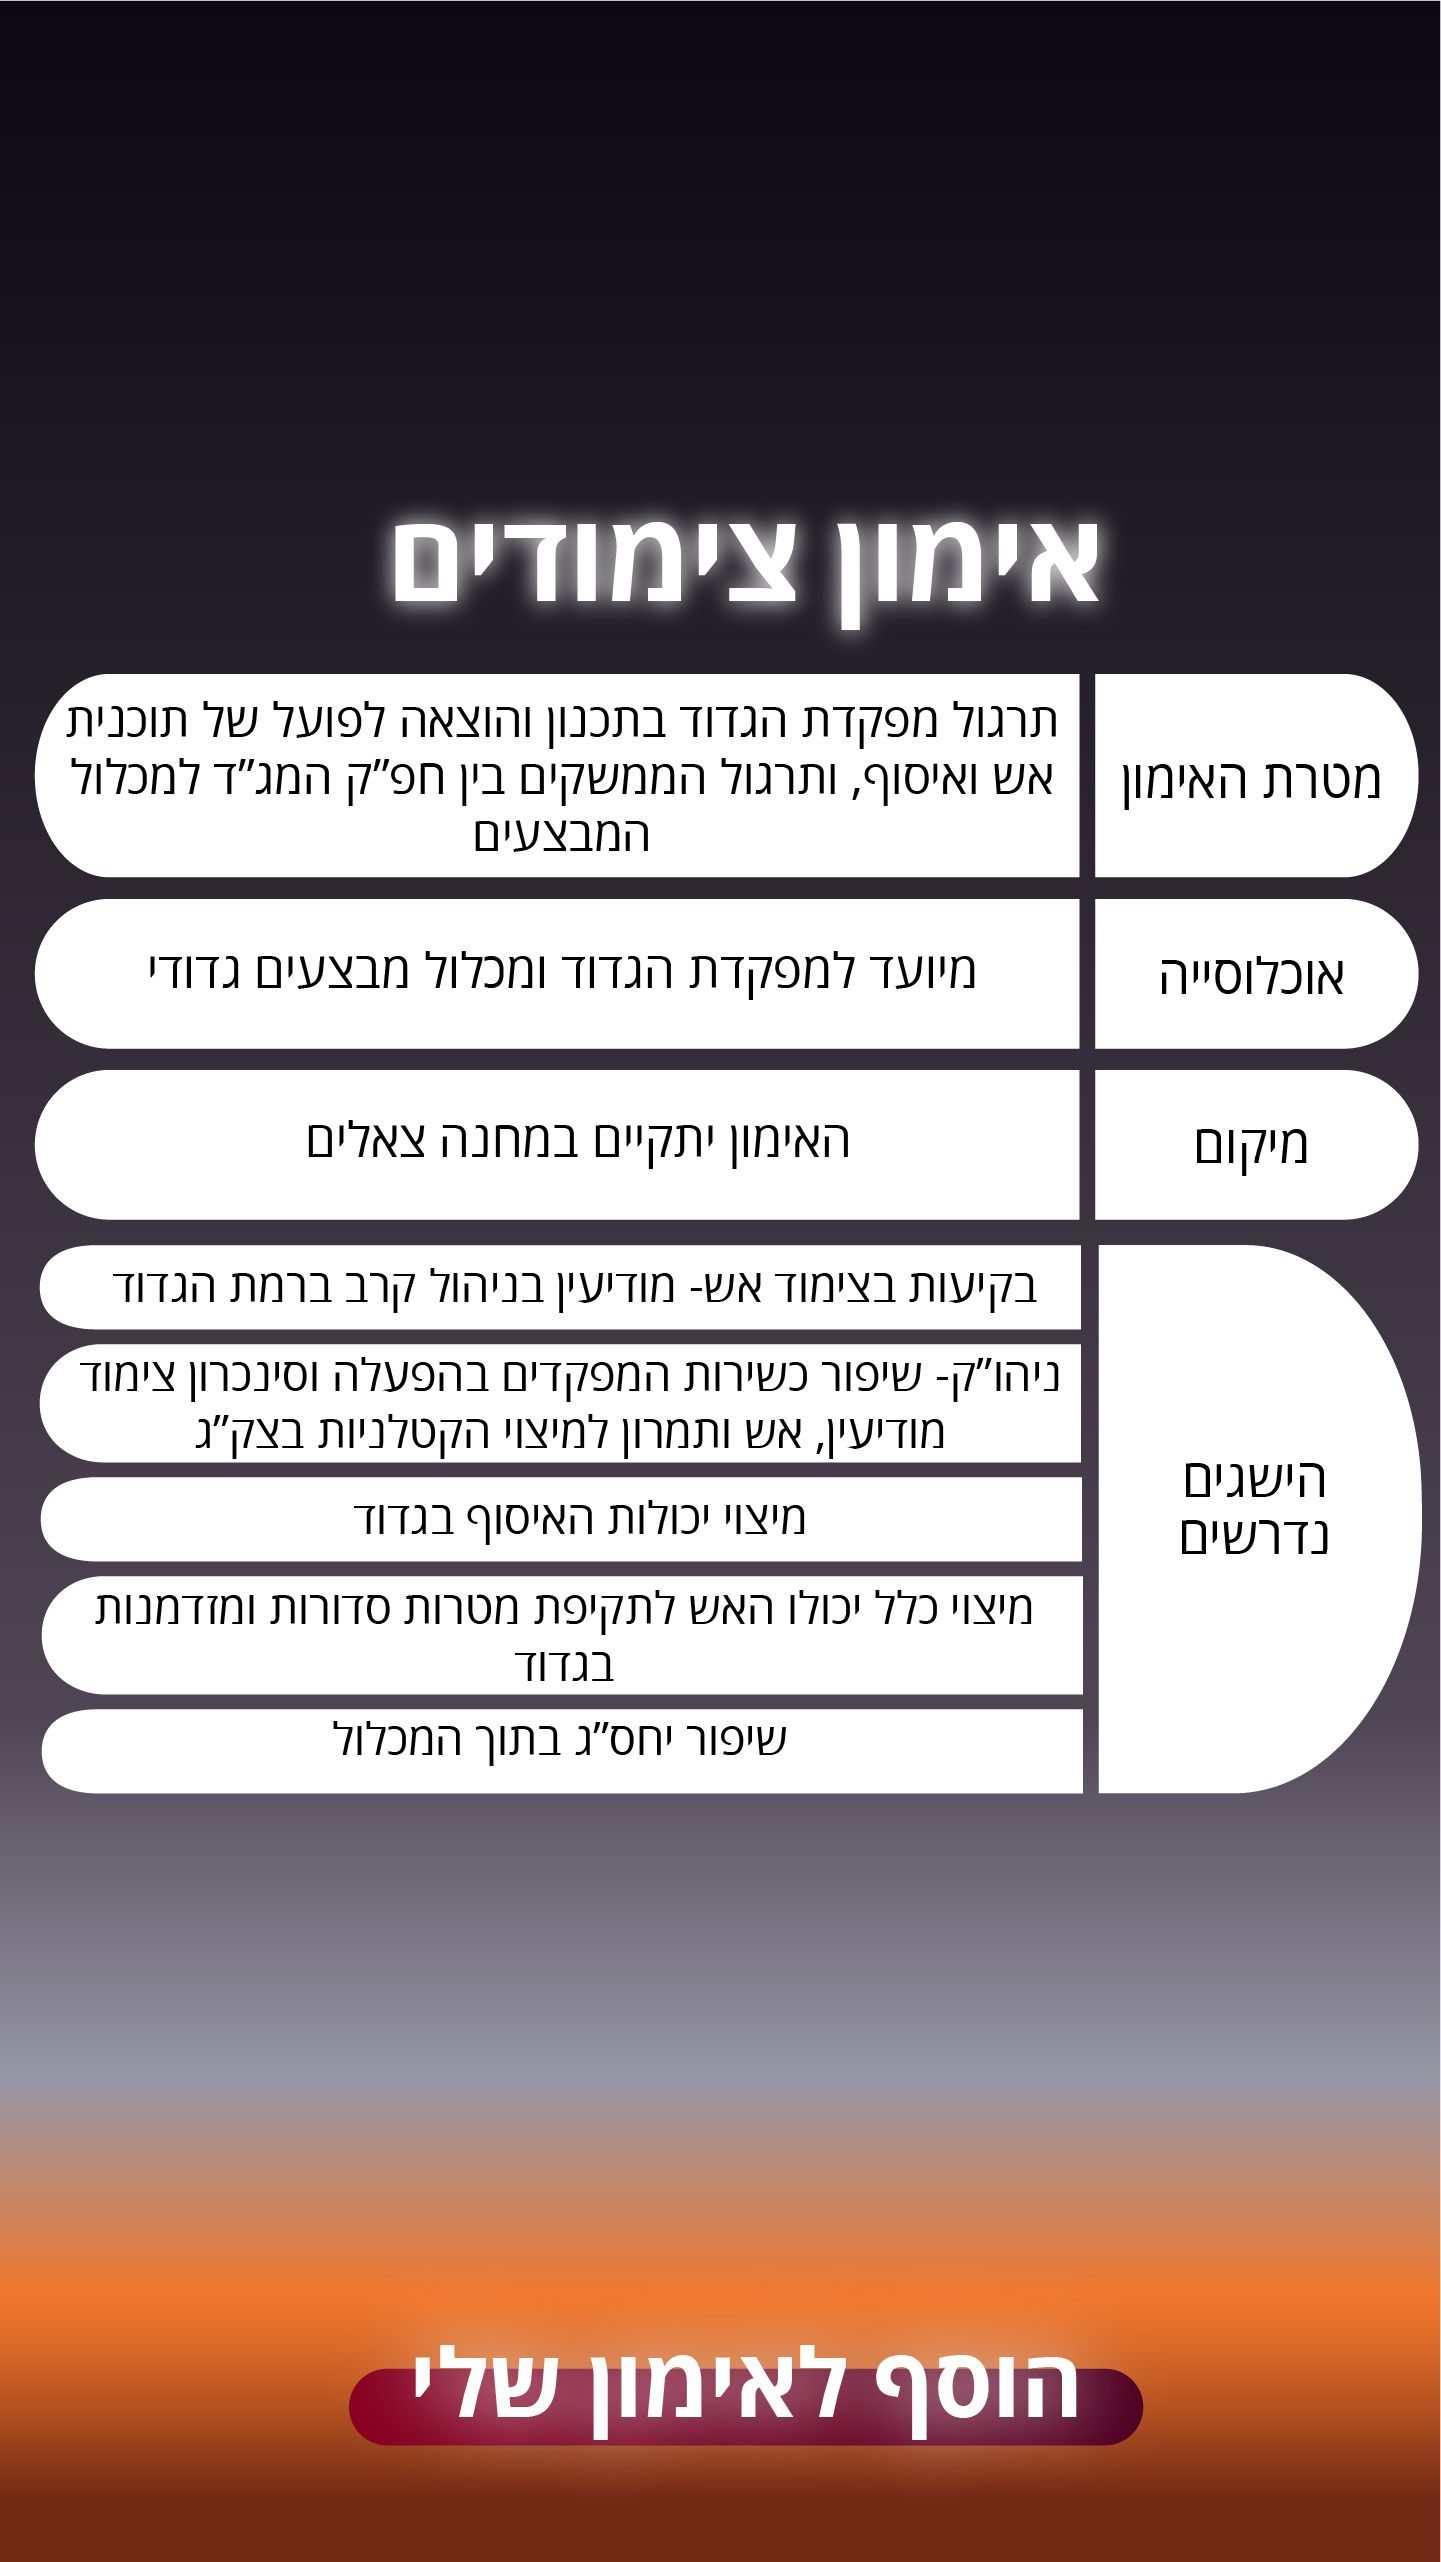 אימון צימודים
מטרת האימון
תרגול מפקדת הגדוד בתכנון והוצאה לפועל של תוכנית
אש ואיסוף, ותרגול הממשקים בין חפ"ק המג"ד למכלול
המבצעים
אוכלוסייה
מיועד למפקדת הגדוד ומכלול מבצעים גדודי
מיקום
האימון יתקיים במחנה צאלים
הישגים
נדרשים
בקיעות בצימוד אש- מודיעין בניהול קרב ברמת הגדוד
ניהו"ק- שיפור כשירות המפקדים בהפעלה וסינכרון צימוד
מודיעין, אש ותמרון למיצוי הקטלניות בצק"ג
מיצוי יכולות האיסוף בגדוד
מיצוי כלל יכולו האש לתקיפת מטרות סדורות ומזדמנות
בגדוד
שיפור יחס"ג בתוך המכלול
הוסף לאימון שלי